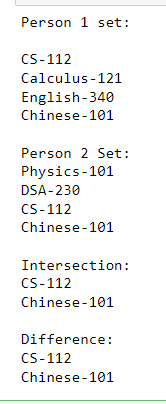 Person 1 set:
CS-112
Calculus-121
English-340
Chinese-101
Person 2 Set:
Physics-101
DSA-230
CS-112
Chinese-101
Intersection:
CS-112
Chinese-101
Difference:
CS-112
Chinese-101